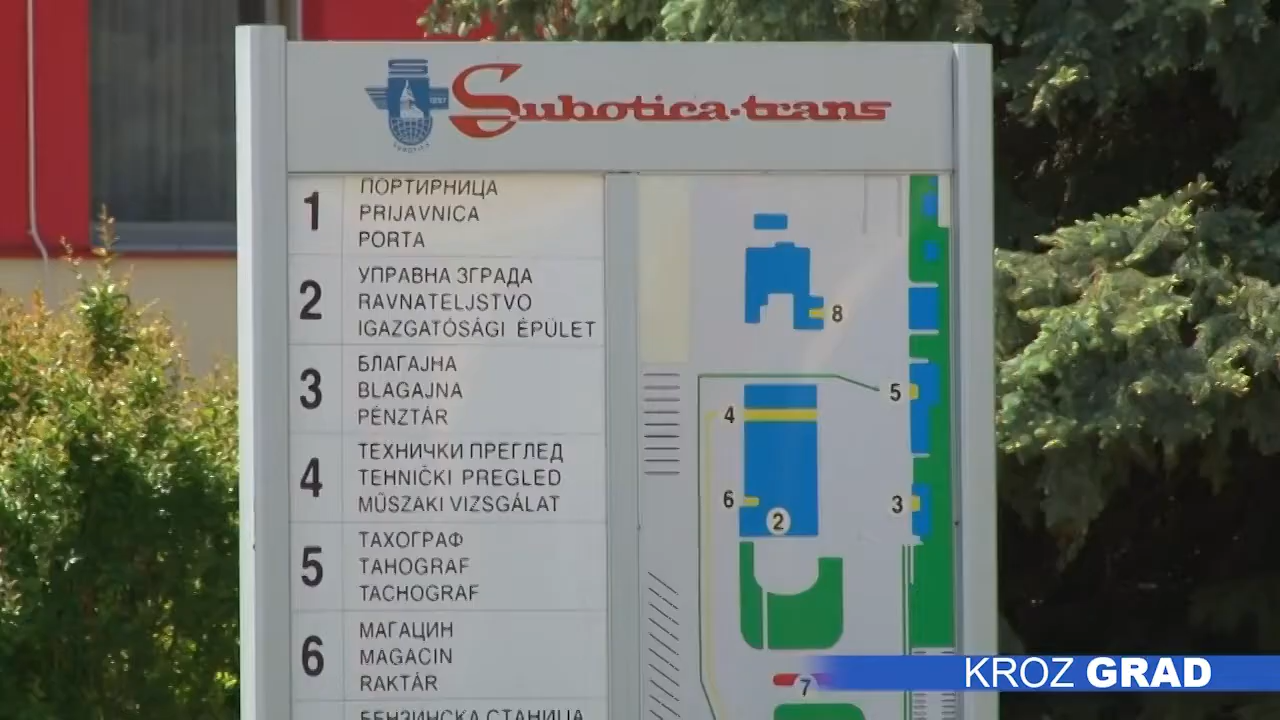 Subotica-trans
1
ПОРТИРНИЦА
PRIJAVNICA
PORTA
2
УПРАВНА ЗГРАДА
RAVNATELJSTVO
IGAZGATÓSÁGI ÉPÜLET
3
БЛАГАЈНА
BLAGAJNA
PÉNZTÁR
4
ТЕХНИЧКИ ПРЕГЛЕД
TEHNIČKI PREGLED
MŰSZAKI VIZSGÁLAT
5
ТАХОГРАФ
TAHOGRAF
TACHOGRAF
6
МАГАЦИН
MAGACIN
RAKTÁR
БЕНЗИНСКА СТАНИЦА
8
5
4
6
3
2
7
KROZ GRAD